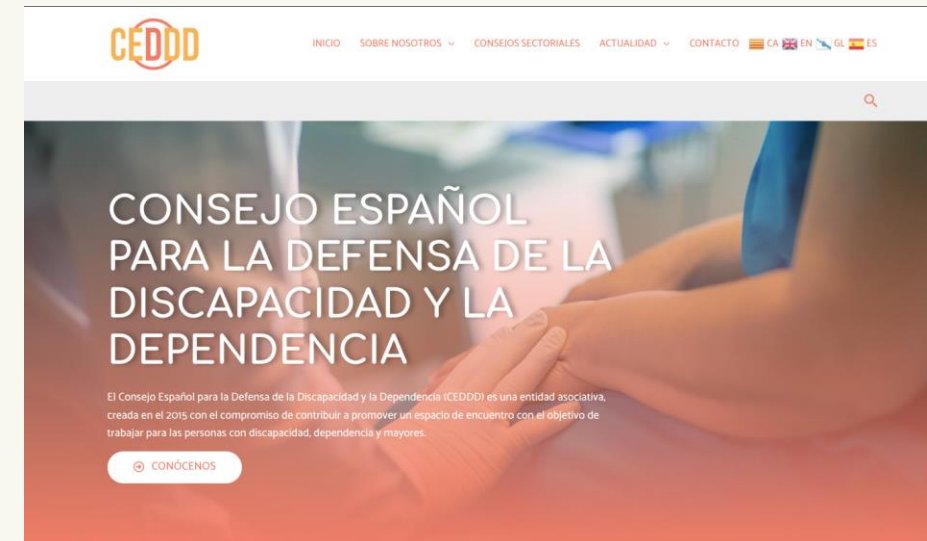 CEDDD
INICIO SOBRE NOSOTROS CONSEJOS SECTORIALES ACTUALIDAD CONTACTO CA EN GL ES
CONSEJO ESPAÑOL
PARA LA DEFENSA DE LA
DISCAPACIDAD Y LA
DEPENDENCIA
El Consejo Español para la Defensa de la Discapacidad y la Dependencia (CEDDD) es una entidad asociativa,
creada en el 2015 con el compromiso de contribuir a promover un espacio de encuentro con el objetivo de
trabajar para las personas con discapacidad, dependencia y mayores.
CONÓCENOS